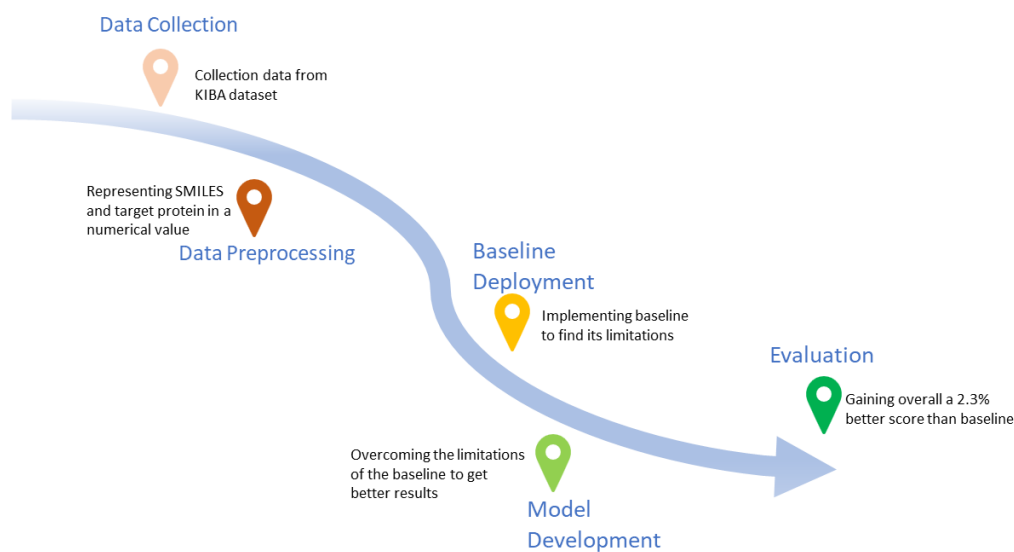 Data Collection
Collection data from
KIBA dataset
Representing SMILES
and target protein in a
numerical value
Data Preprocessing
Baseline
Deployment
Implementing baseline
to find its limitations
Evaluation
Gaining overall a 2.3%
better score than baseline
Overcoming the limitations
of the baseline to get
better results
Model
Development